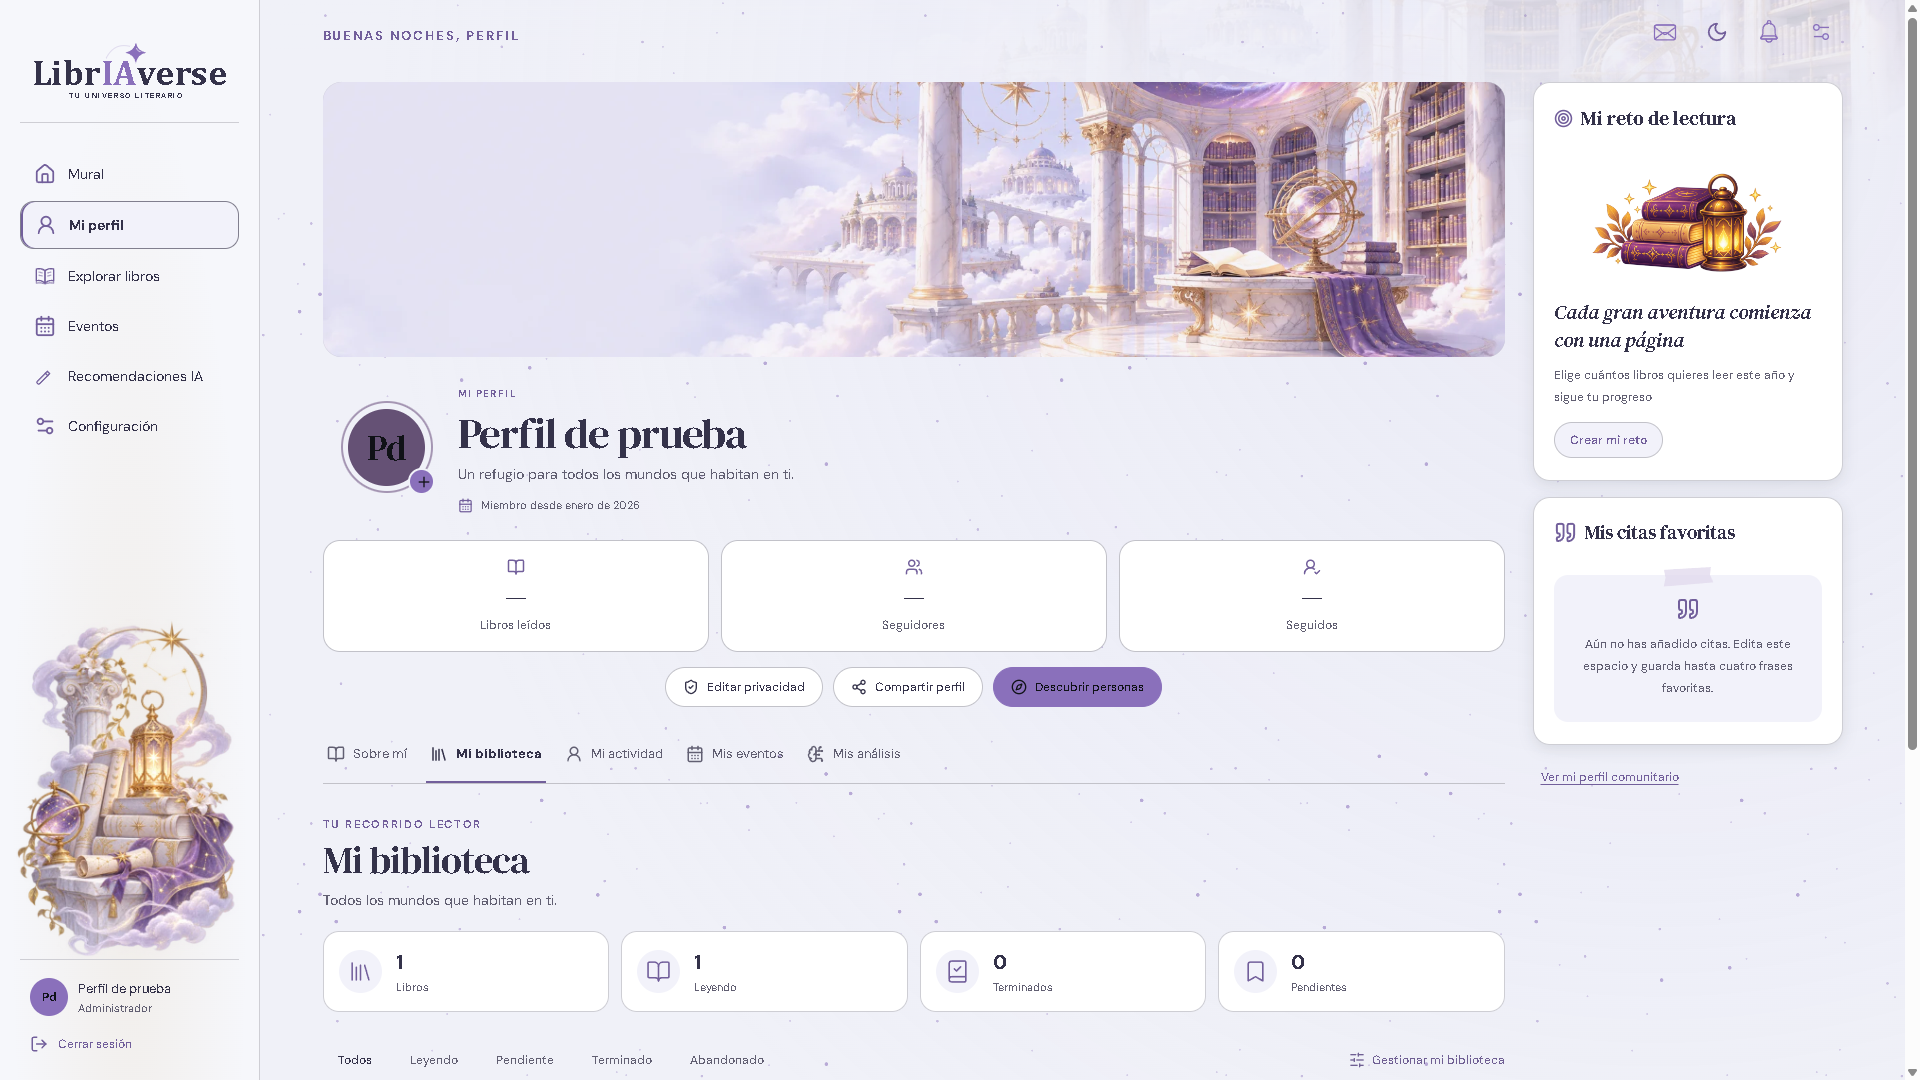 LibrIAverse
TU UNIVERSO LITERARIO
Mural
Mi perfil
Explorar libros
Eventos
Recomendaciones IA
Configuración
Pd
Perfil de prueba
Administrador
Cerrar sesión
BUENAS NOCHES, PERFIL
Pd
MI PERFIL
Perfil de prueba
Un refugio para todos los mundos que habitan en ti.
Miembro desde enero de 2026
—
Libros leídos
—
Seguidores
—
Seguidos
Editar privacidad
Compartir perfil
Descubrir personas
Sobre mí
Mi biblioteca
Mi actividad
Mis eventos
Mis análisis
TU RECORRIDO LECTOR
Mi biblioteca
Todos los mundos que habitan en ti.
1
Libros
1
Leyendo
0
Terminados
0
Pendientes
Todos
Leyendo
Pendiente
Terminado
Abandonado
Gestionar mi biblioteca
Mi reto de lectura
Cada gran aventura comienza
con una página
Elige cuántos libros quieres leer este año y
sigue tu progreso
Crear mi reto
Mis citas favoritas
Aún no has añadido citas. Edita este
espacio y guarda hasta cuatro frases
favoritas.
Ver mi perfil comunitario